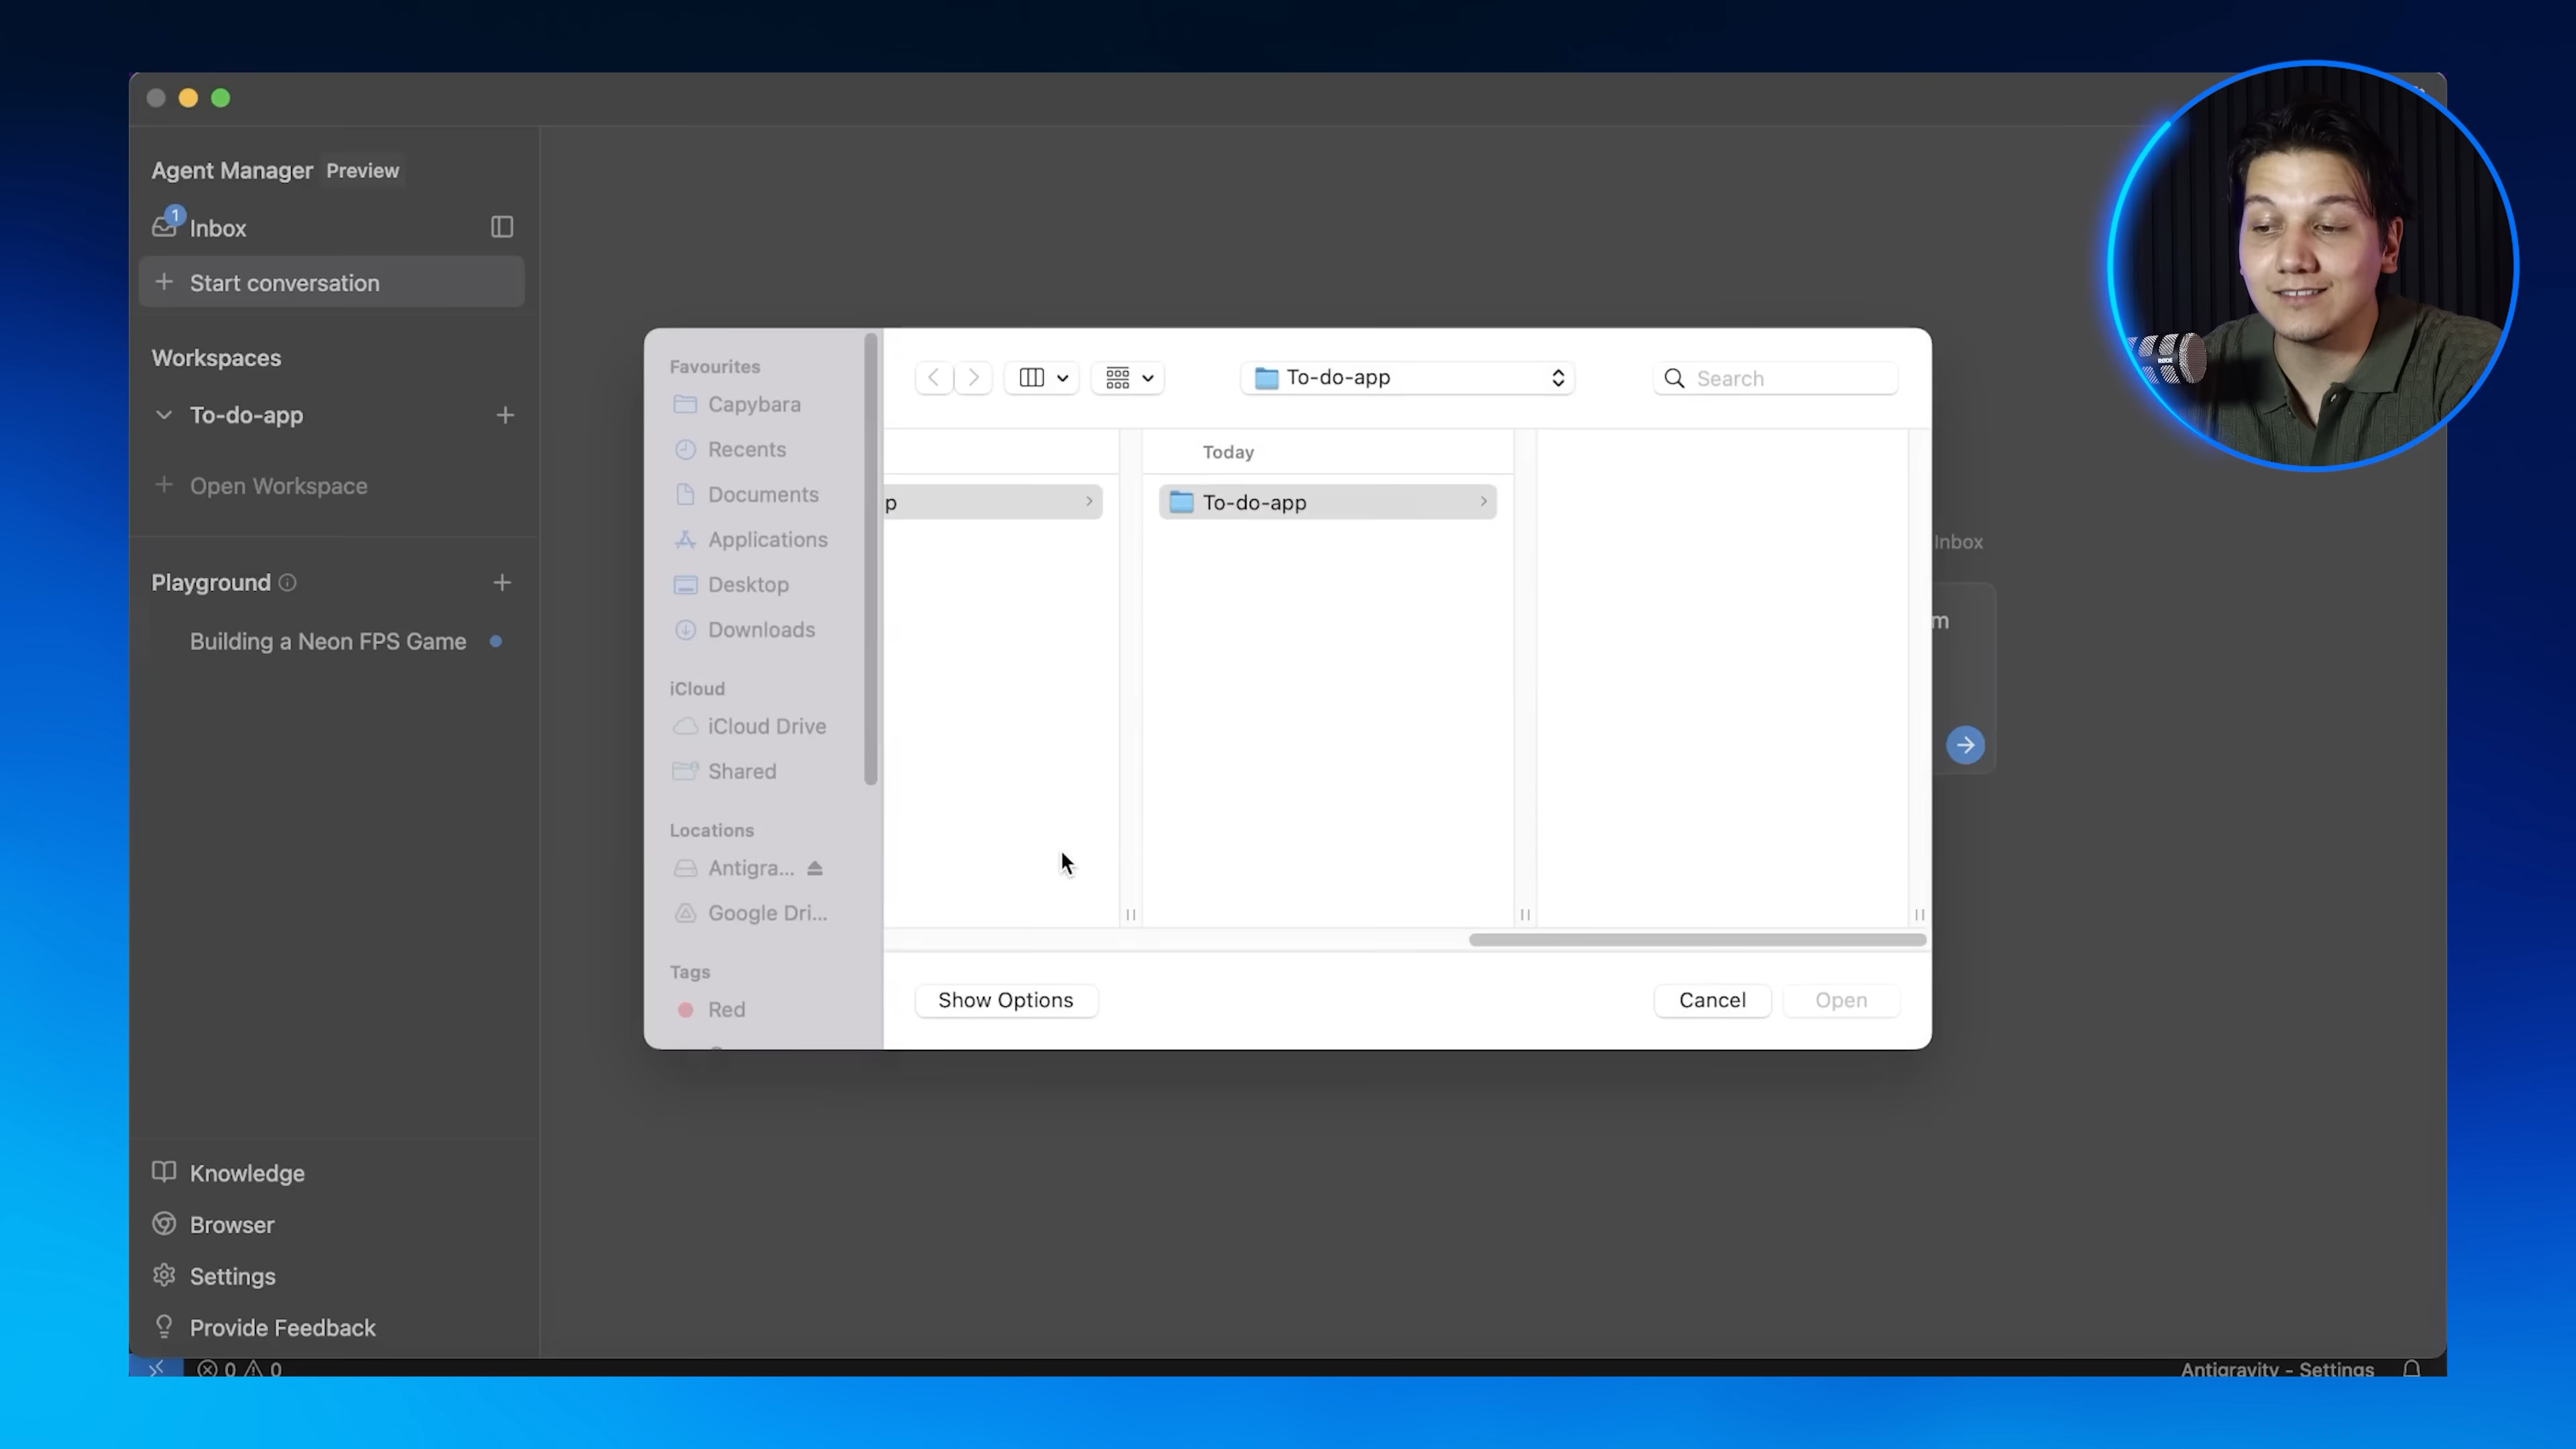 Agent Manager Preview
1
Inbox
Start conversation
Workspaces
To-do-app
Open Workspace
Playground
Building a Neon FPS Game
Knowledge
Browser
Settings
Provide Feedback
Favourites
Capybara
Recents
Documents
Applications
Desktop
Downloads
iCloud
iCloud Drive
Shared
Locations
Antigra...
Google Dri...
Tags
Red
To-do-app
Search
Today
p
To-do-app
Show Options
Cancel
Open
Inbox
m
RØDE
0
0
Antigravity - Settings